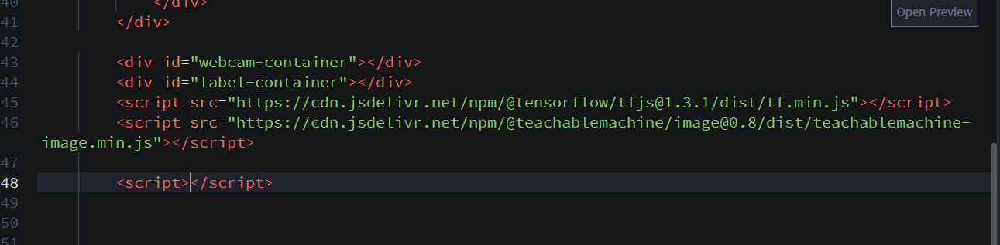 40 </div>
Open Preview
41 </div>
42
43 <div id="webcam-container"></div>
44 <div id="label-container"></div>
45 <script src="https://cdn.jsdelivr.net/npm/@tensorflow/tfjs@1.3.1/dist/tf.min.js"></script>
46 <script src="https://cdn.jsdelivr.net/npm/@teachablemachine/image@0.8/dist/teachablemachine-
image.min.js"></script>
47
48 <script></script>
49
50
51